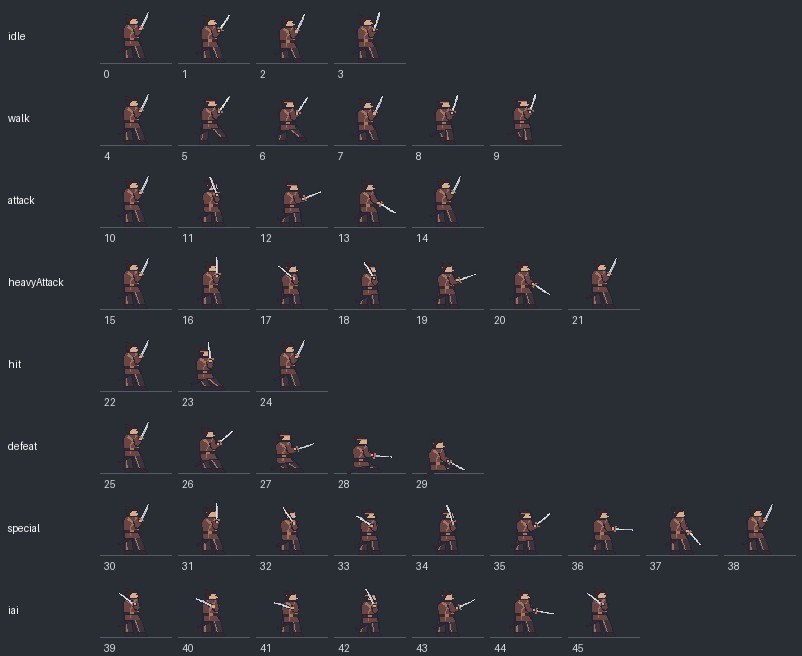 idle
0 1 2 3
walk
4 5 6 7 8 9
attack
10 11 12 13 14
heavyAttack
15 16 17 18 19 20 21
hit
22 23 24
defeat
25 26 27 28 29
special
30 31 32 33 34 35 36 37 38
iai
39 40 41 42 43 44 45